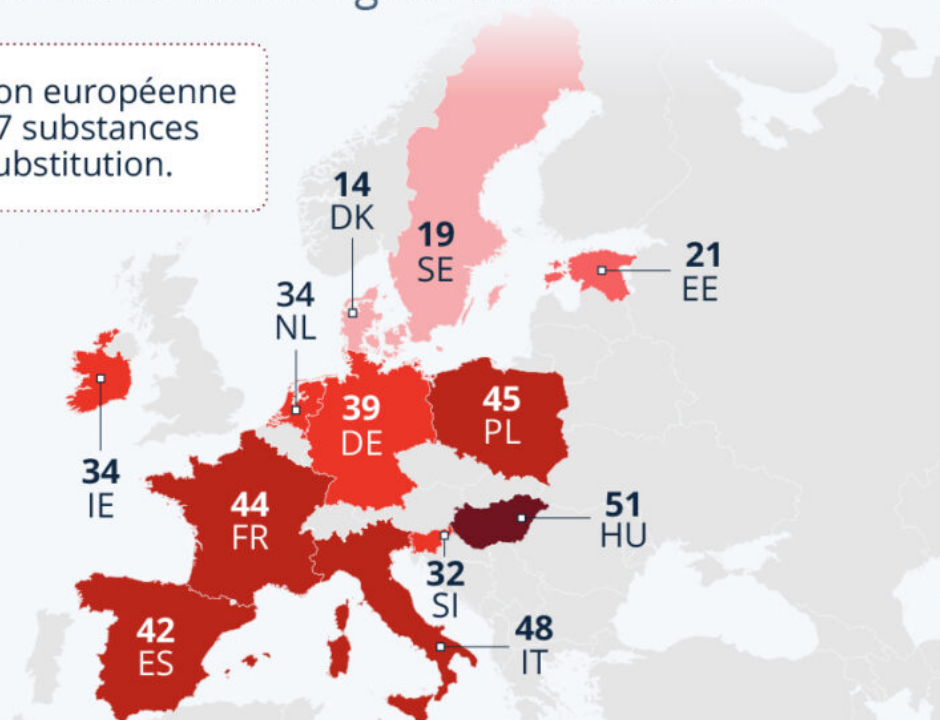 on européenne
7 substances
ubstitution.
14
DK
19
SE
21
EE
34
NL
34
IE
39
DE
45
PL
44
FR
51
HU
32
SI
42
ES
48
IT